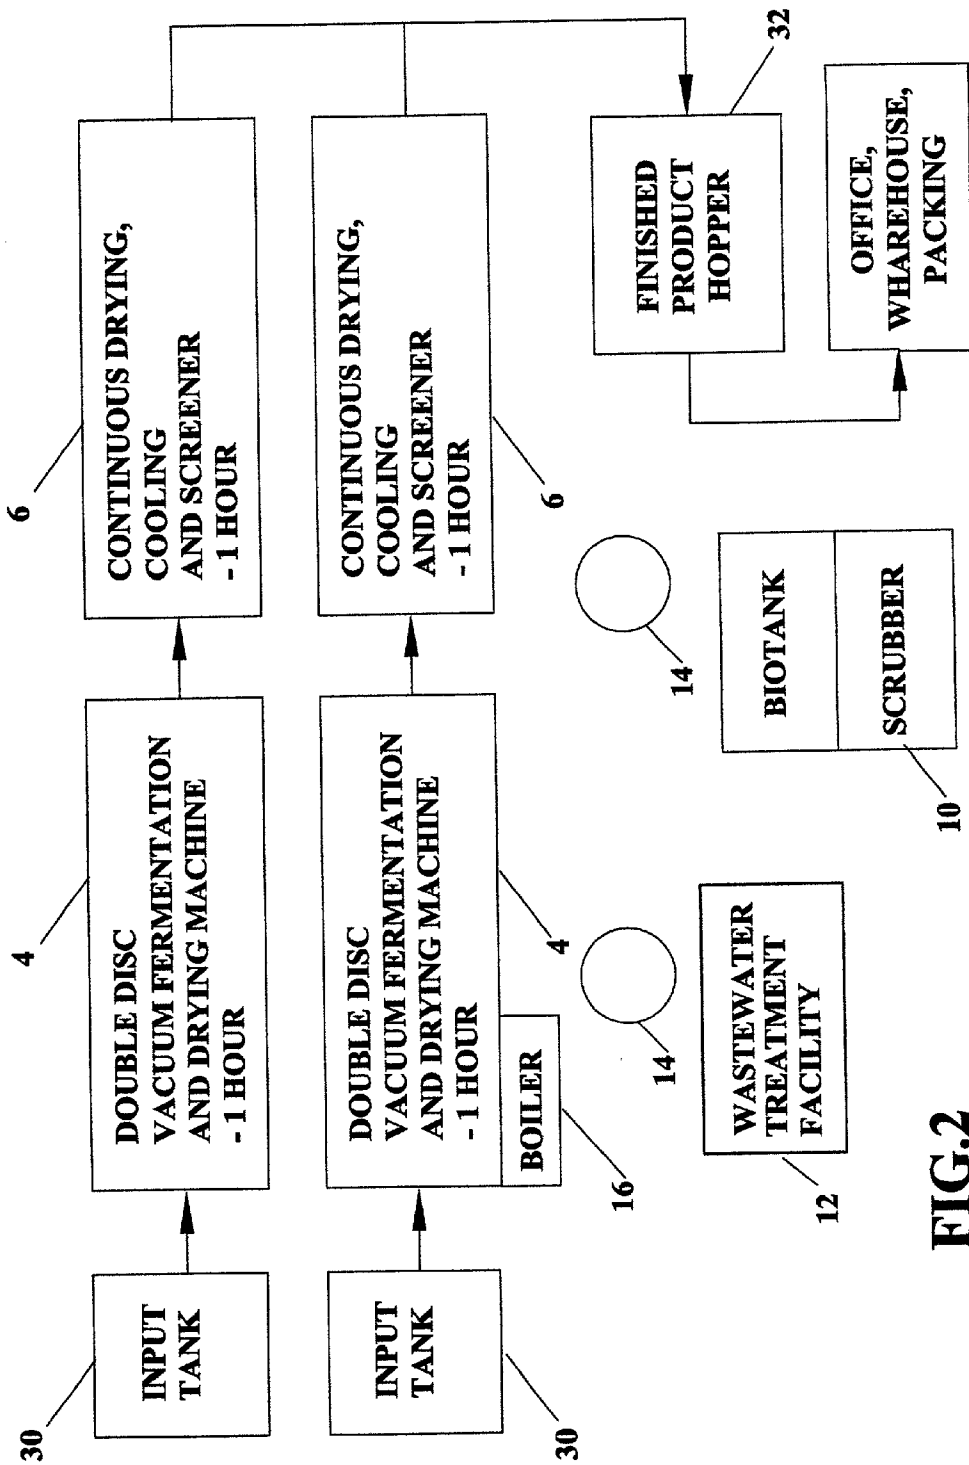 30
INPUT
TANK
4
DOUBLE DISC
VACUUM FERMENTATION
AND DRYING MACHINE
- 1 HOUR
6
CONTINUOUS DRYING,
COOLING
AND SCREENER
- 1 HOUR
INPUT
TANK
30
DOUBLE DISC
VACUUM FERMENTATION
AND DRYING MACHINE
- 1 HOUR
4
BOILER
16
CONTINUOUS DRYING,
COOLING
AND SCREENER
- 1 HOUR
6
14
14
FINISHED
PRODUCT
HOPPER
32
WASTEWATER
TREATMENT
FACILITY
12
BIOTANK
SCRUBBER
10
OFFICE,
WHAREHOUSE,
PACKING
FIG.2